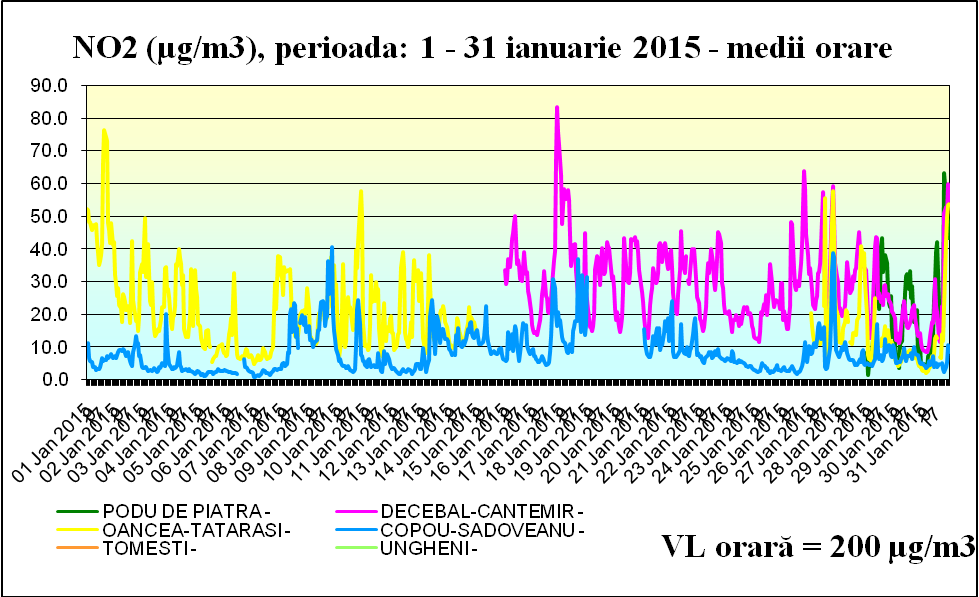 NO2 (µg/m3), perioada: 1 - 31 ianuarie 2015 - medii orare
90.0
80.0
70.0
60.0
50.0
40.0
30.0
20.0
10.0
0.0
01 Jan 2015
02 Jan 2015
03 Jan 2015
04 Jan 2015
05 Jan 2015
06 Jan 2015
07 Jan 2015
08 Jan 2015
09 Jan 2015
10 Jan 2015
11 Jan 2015
12 Jan 2015
13 Jan 2015
14 Jan 2015
15 Jan 2015
16 Jan 2015
17 Jan 2015
18 Jan 2015
19 Jan 2015
20 Jan 2015
21 Jan 2015
22 Jan 2015
23 Jan 2015
24 Jan 2015
25 Jan 2015
26 Jan 2015
27 Jan 2015
28 Jan 2015
29 Jan 2015
30 Jan 2015
31 Jan 2015
17
PODU DE PIATRA - DECEBAL-CANTEMIR -
OANCEA-TATARASI- COPOU-SADOVEANU -
TOMESTI- UNGHENI-
VL orară = 200 µg/m3